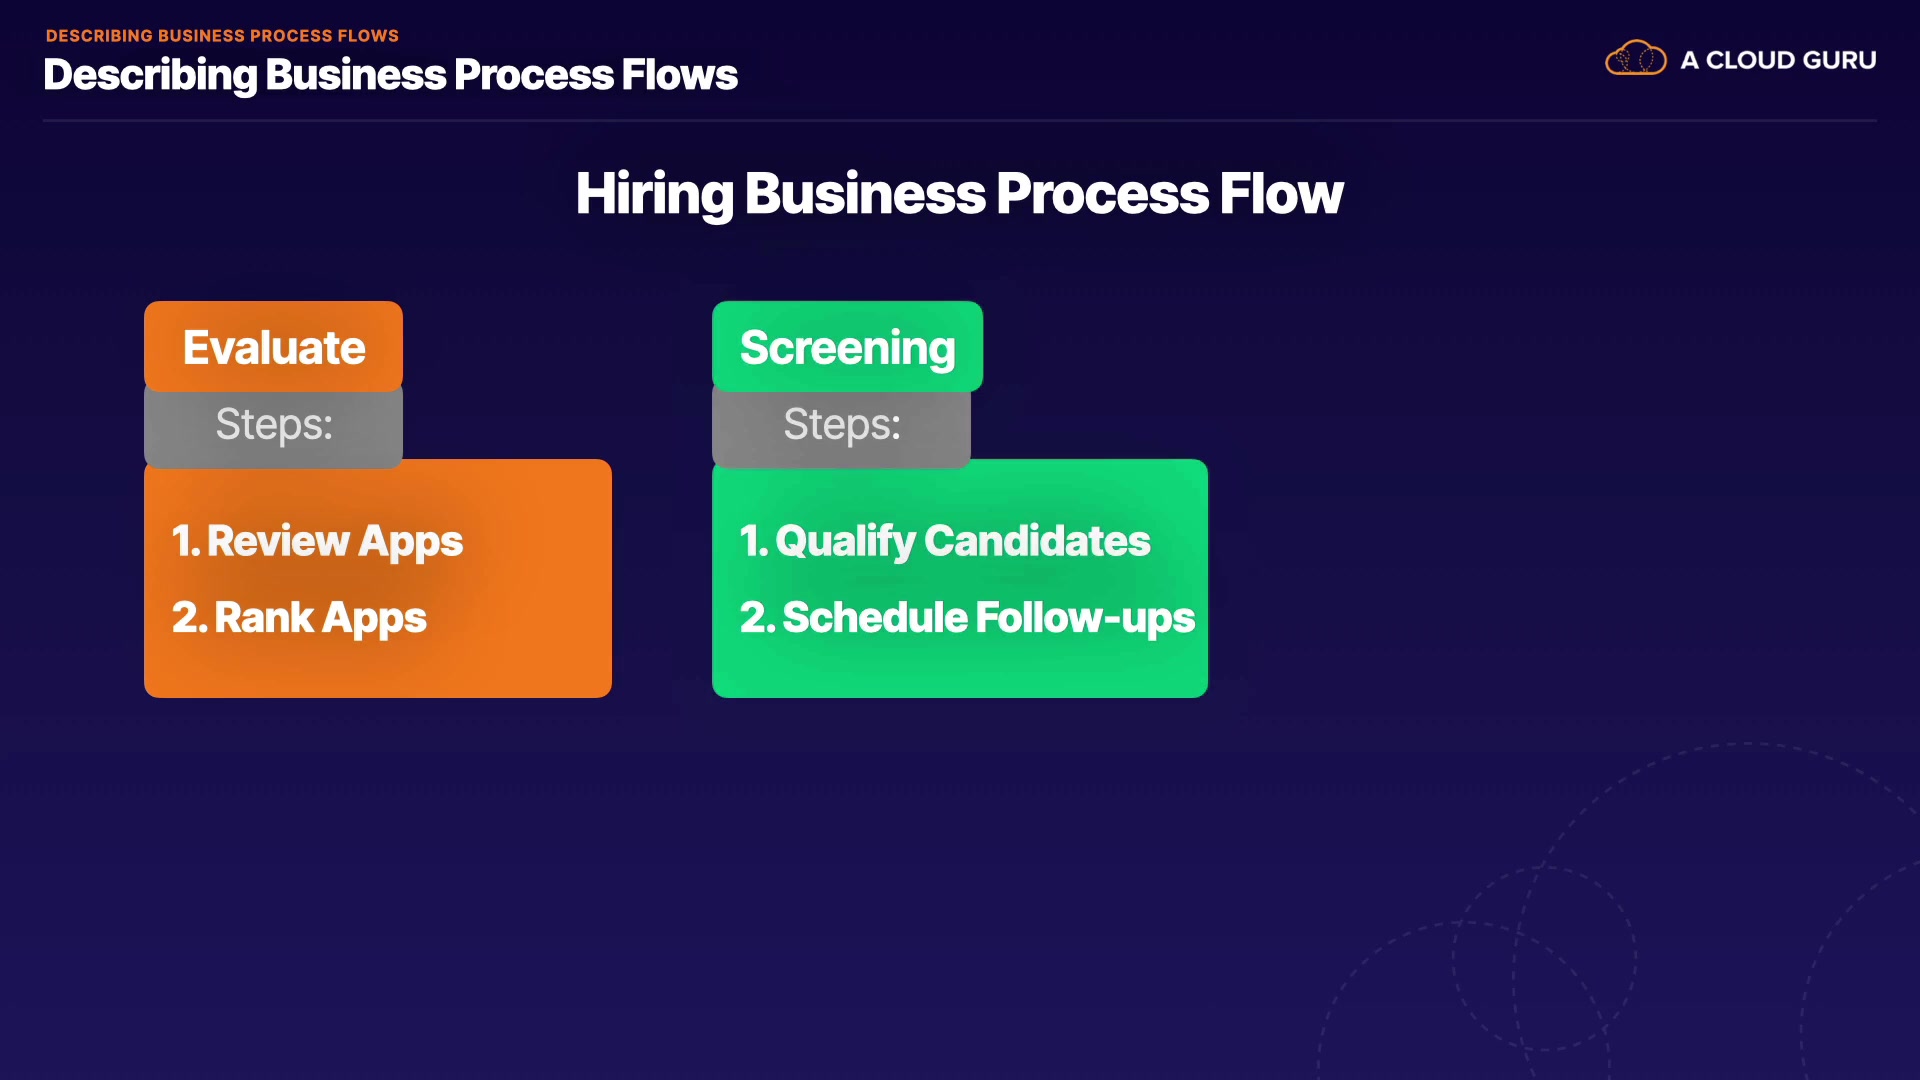 DESCRIBING BUSINESS PROCESS FLOWS
Describing Business Process Flows
A CLOUD GURU
Hiring Business Process Flow
Evaluate
Steps:
1. Review Apps
2. Rank Apps
Screening
Steps:
1. Qualify Candidates
2. Schedule Follow-ups